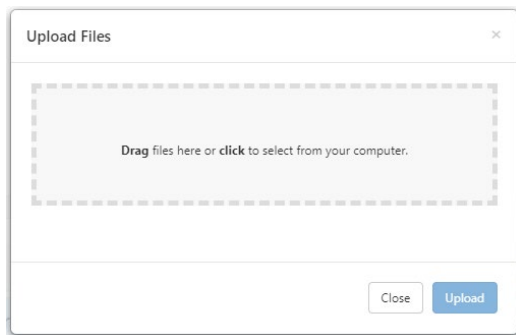 Upload Files
×
Drag files here or click to select from your computer.
Close
Upload